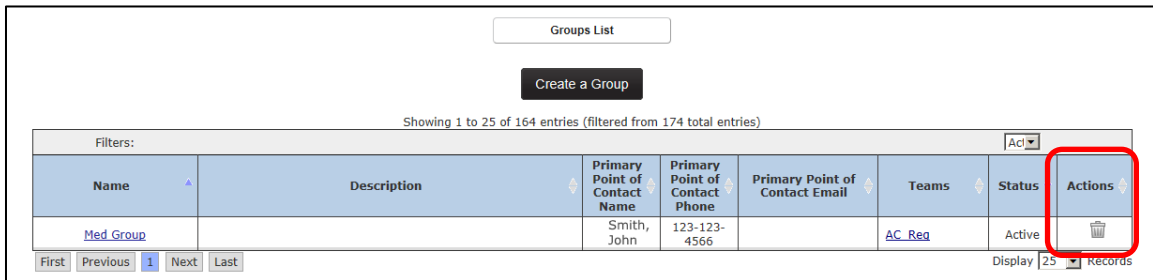 Groups List
Create a Group
Showing 1 to 25 of 164 entries (filtered from 174 total entries)
Filters: Act
Name Description Primary Point of Contact Name Primary Point of Contact Phone Primary Point of Contact Email Teams Status Actions
Med Group Smith, John 123-123-4566 AC_Req Active
First Previous 1 Next Last Display 25 Records